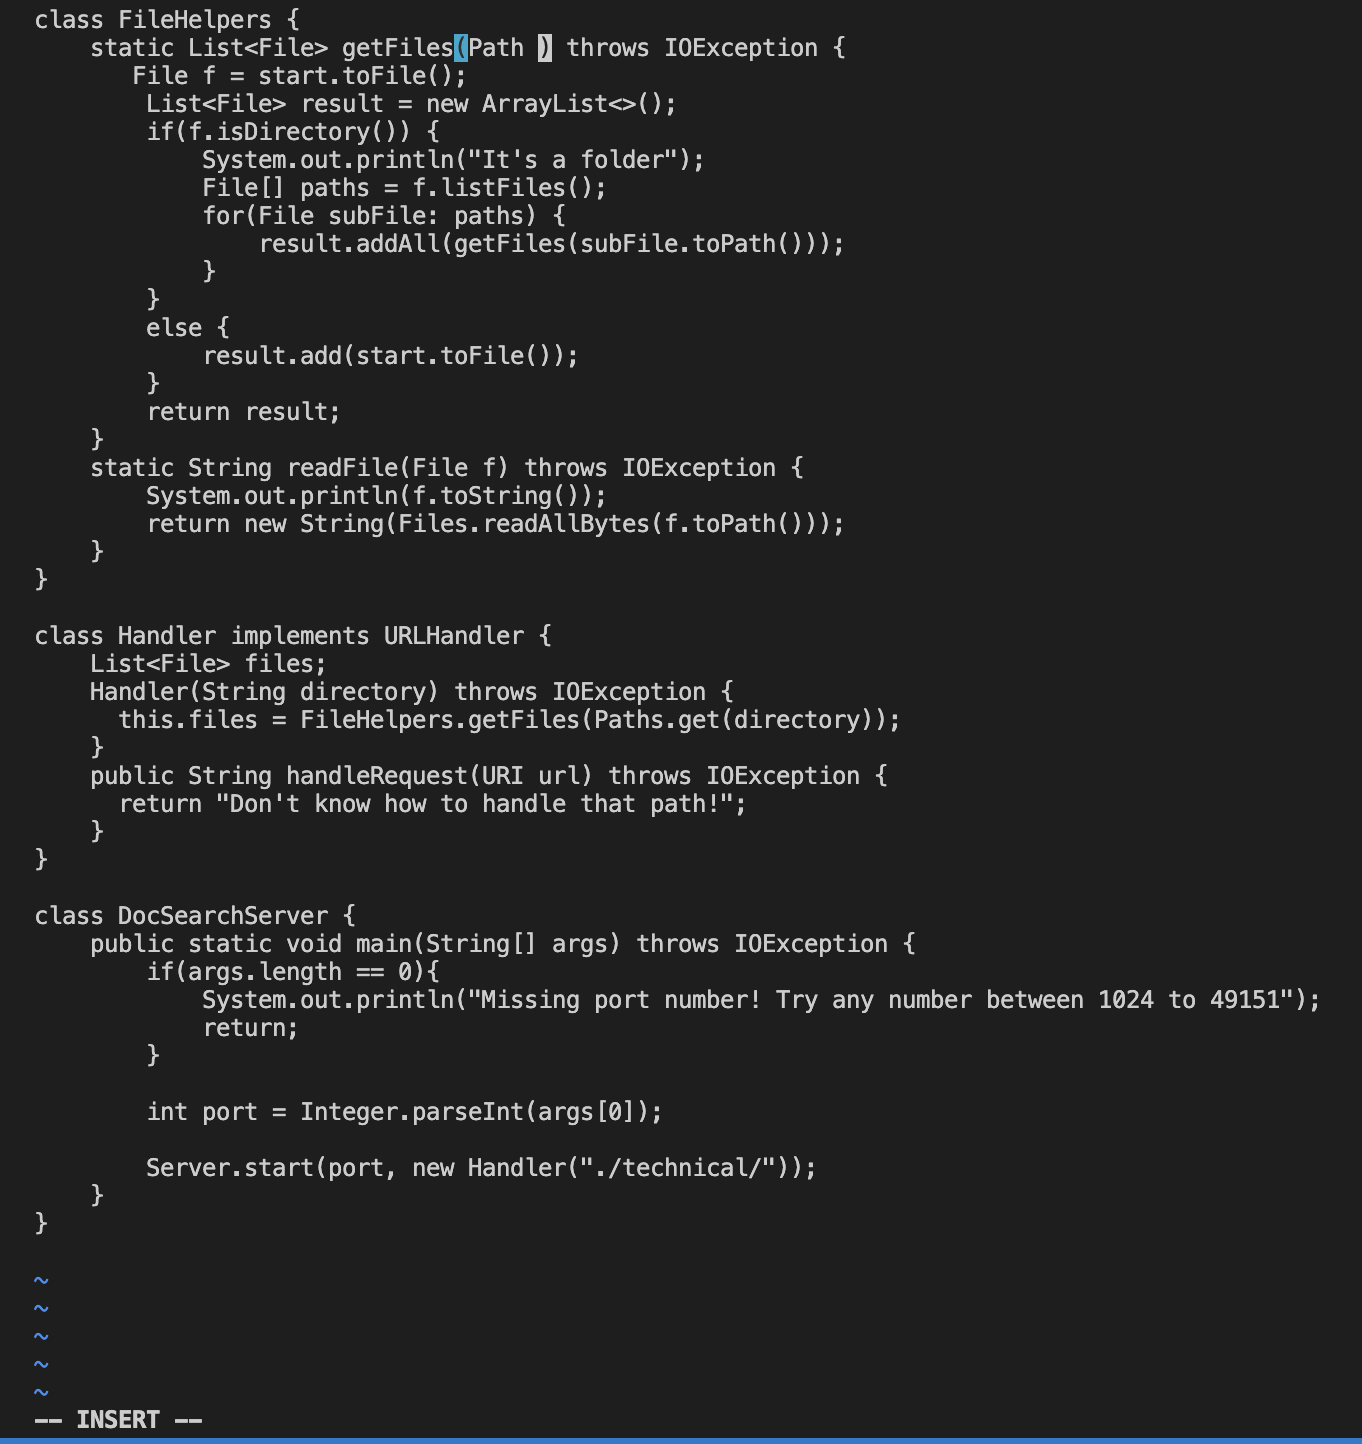 class FileHelpers {
    static List<File> getFiles(Path ) throws IOException {
       File f = start.toFile();
        List<File> result = new ArrayList<>();
        if(f.isDirectory()) {
            System.out.println("It's a folder");
            File[] paths = f.listFiles();
            for(File subFile: paths) {
                result.addAll(getFiles(subFile.toPath()));
            }
        }
        else {
            result.add(start.toFile());
        }
        return result;
    }
    static String readFile(File f) throws IOException {
        System.out.println(f.toString());
        return new String(Files.readAllBytes(f.toPath()));
    }
}

class Handler implements URLHandler {
    List<File> files;
    Handler(String directory) throws IOException {
      this.files = FileHelpers.getFiles(Paths.get(directory));
    }
    public String handleRequest(URI url) throws IOException {
      return "Don't know how to handle that path!";
    }
}

class DocSearchServer {
    public static void main(String[] args) throws IOException {
        if(args.length == 0){
            System.out.println("Missing port number! Try any number between 1024 to 49151");
            return;
        }

        int port = Integer.parseInt(args[0]);

        Server.start(port, new Handler("./technical/"));
    }
}

~
~
~
~
~
-- INSERT --